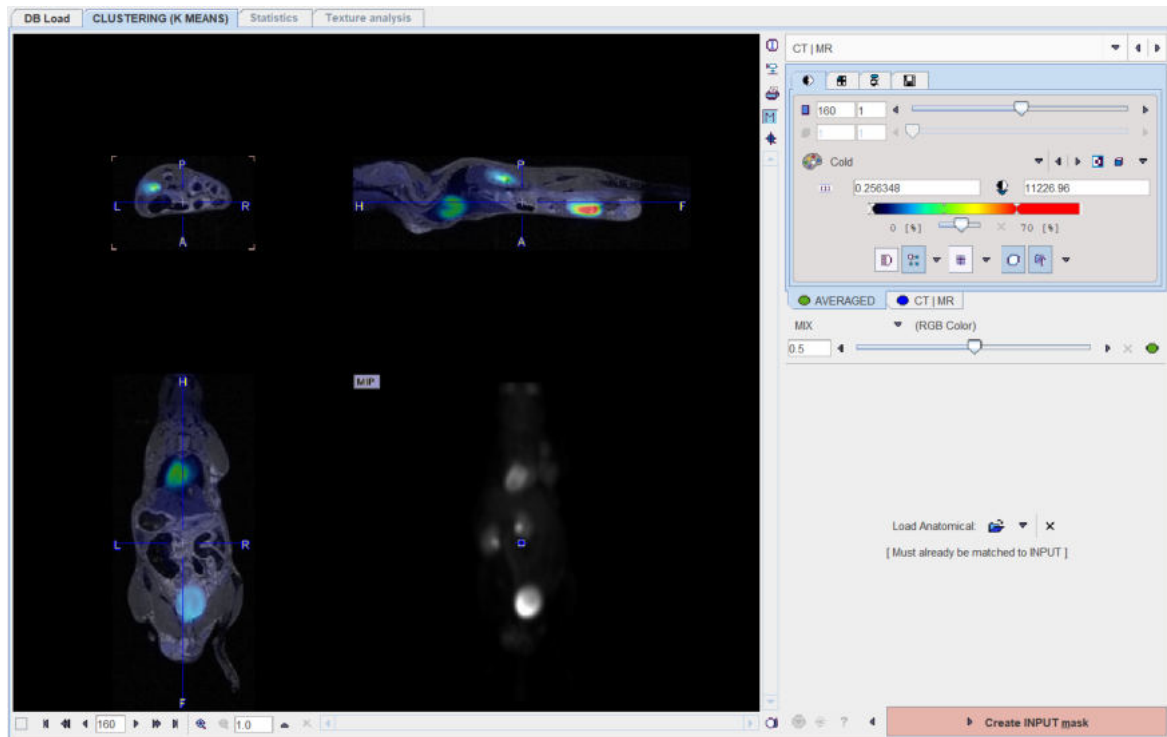 DB Load CLUSTERING (K MEANS) Statistics Texture analysis
CT | MR
160 1
1 1
Cold
0.256348 11226.96
0 [%] 70 [%]
AVERAGED CT | MR
MIX (RGB Color)
0.5
P
L R
A
P
H F
A
H
L R
F
MIP
Load Anatomical:
[ Must already be matched to INPUT ]
160 1.0
? Create INPUT mask